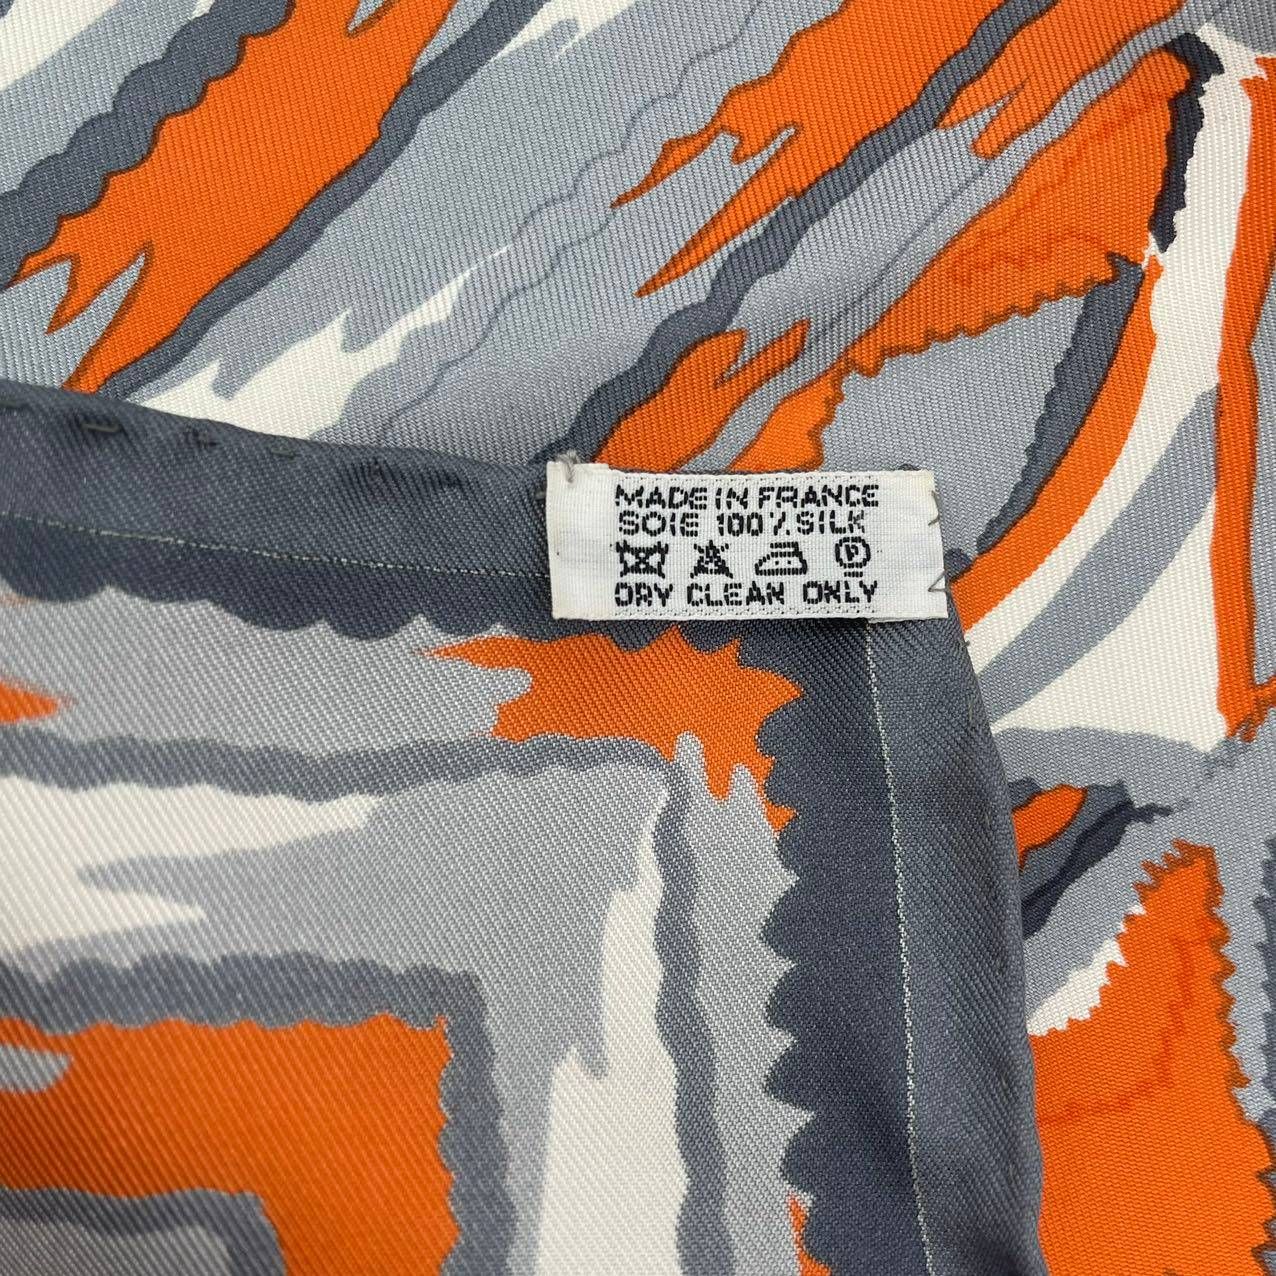 MADE IN FRANCE
SOIE 100% SILK
P
DRY CLEAN ONLY